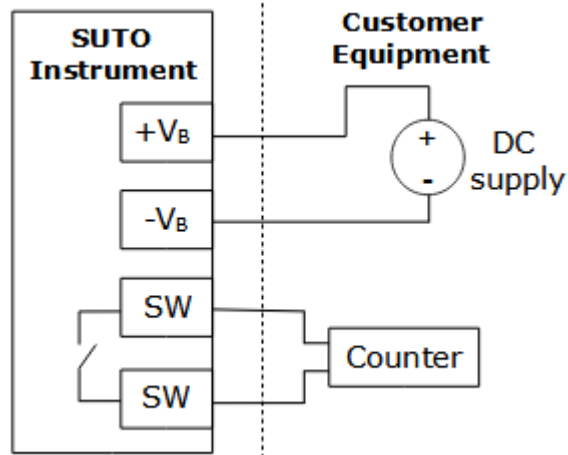 SUTO
Instrument
Customer
Equipment
+VB
-VB
+
-
DC
supply
SW
SW
Counter